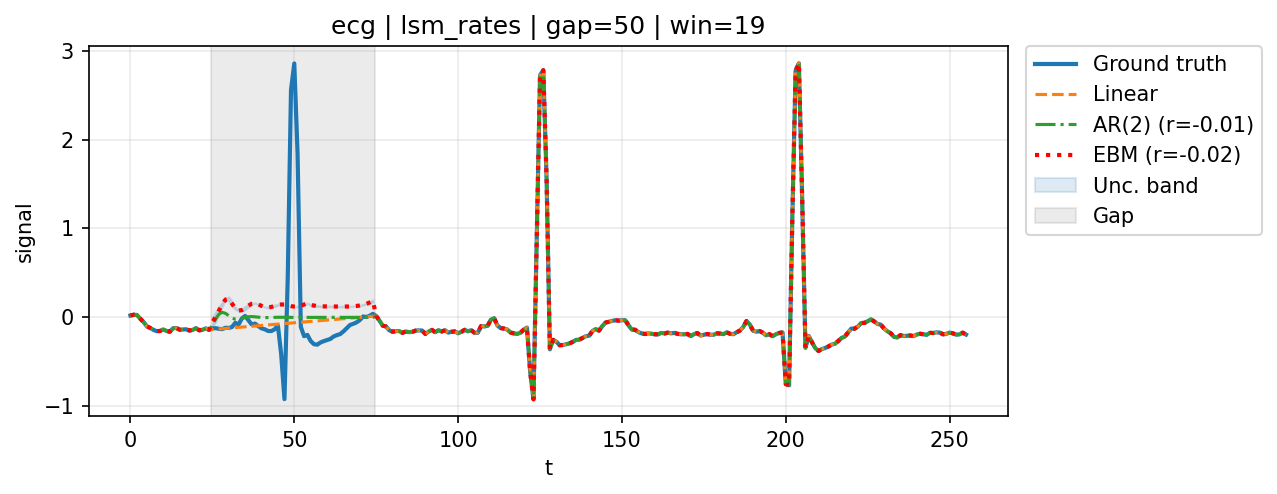 ecg | lsm_rates | gap=50 | win=19
3
2
1
0
−1
signal
0
50
100
150
200
250
t
Ground truth
Linear
AR(2) (r=-0.01)
EBM (r=-0.02)
Unc. band
Gap